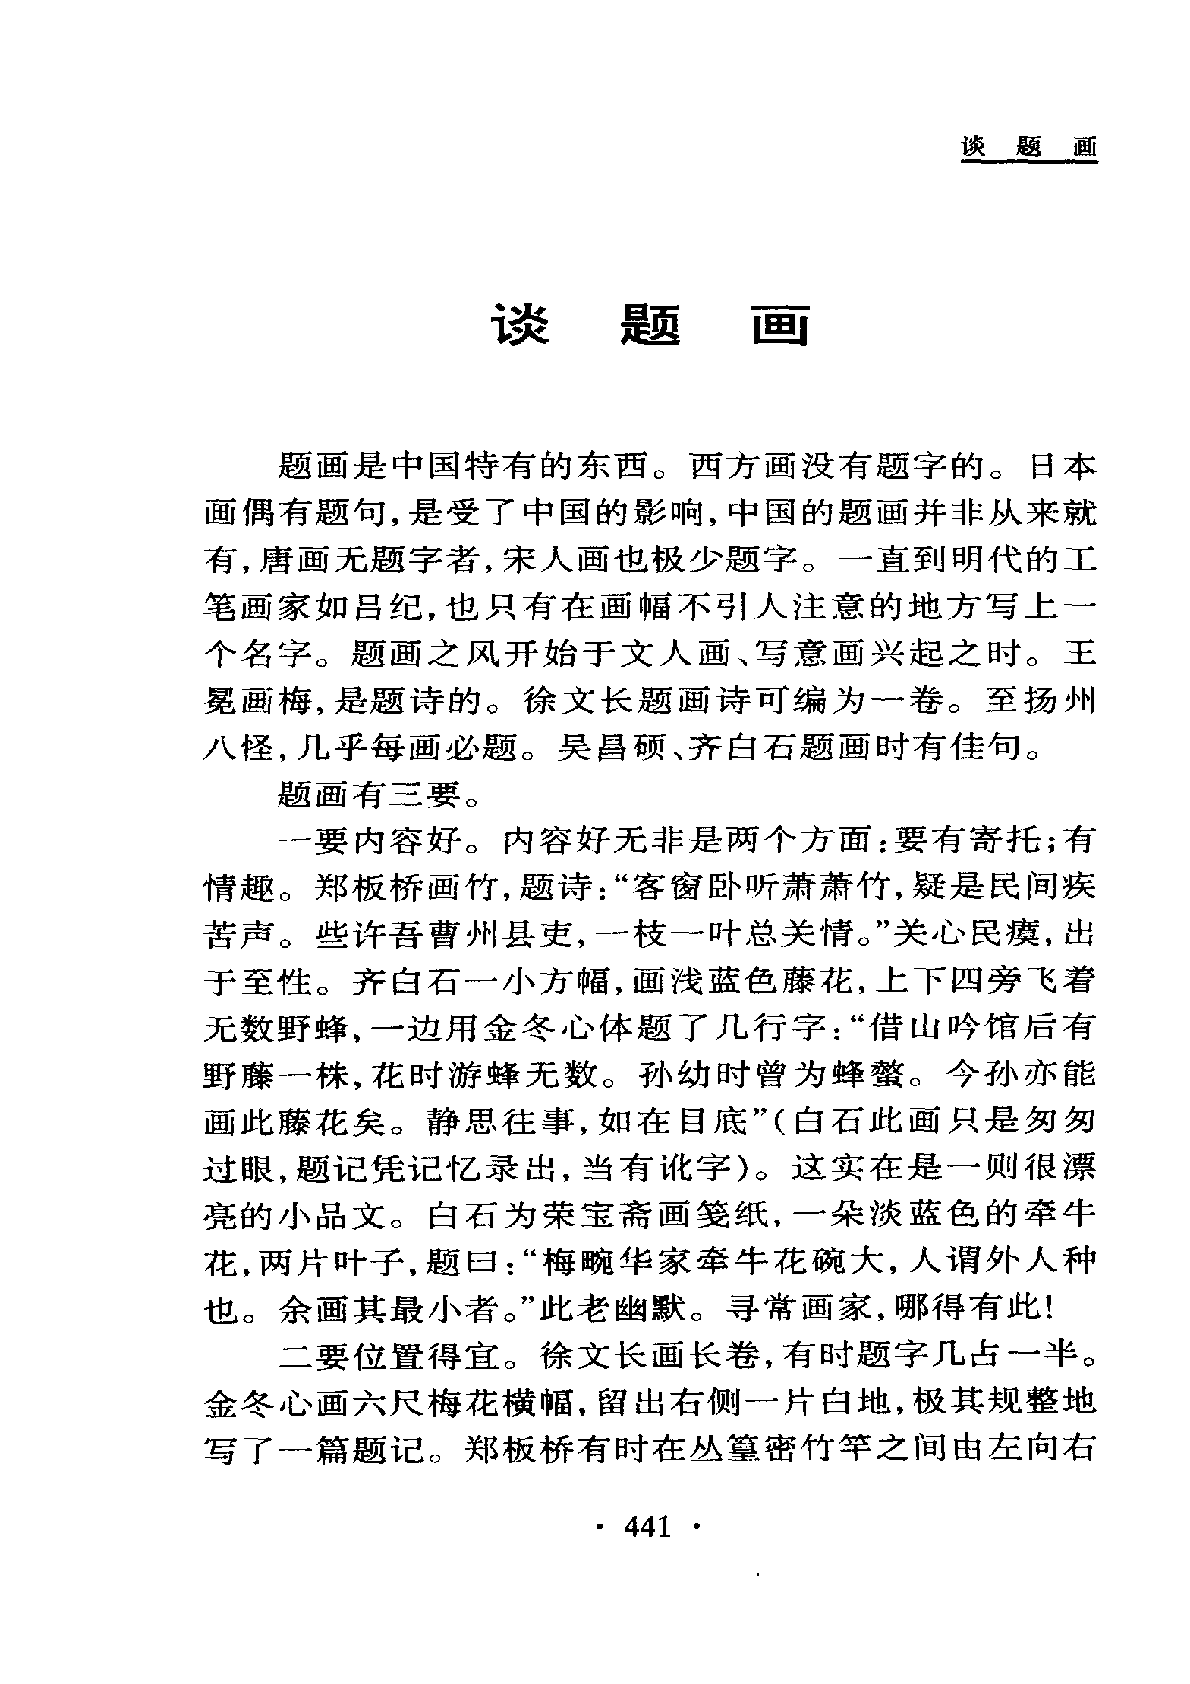 谈 题 画
谈 题 画
题画是中国特有的东西。西方画没有题字的。日本
画偶有题句,是受了中国的影响,中国的题画并非从来就
有,唐画无题字者,宋人画也极少题字。一直到明代的工
笔画家如吕纪,也只有在画幅不引人注意的地方写上一
个名字。题画之风开始于文人画、写意画兴起之时。王
冕画梅,是题诗的。徐文长题画诗可编为一卷。至扬州
八怪,几乎每画必题。吴昌硕、齐白石题画时有佳句。
题画有三要。
一要内容好。内容好无非是两个方面:要有寄托;有
情趣。郑板桥画竹,题诗:“客窗卧听萧萧竹,疑是民间疾
苦声。些许吾曹州县吏,一枝一叶总关情。”关心民瘼,出
于至性。齐白石一小方幅,画浅蓝色藤花,上下四旁飞着
无数野蜂,一边用金冬心体题了几行字:“借山吟馆后有
野藤一株,花时游蜂无数。孙幼时曾为蜂螫。今孙亦能
画此藤花矣。静思往事,如在目底”(白石此画只是匆匆
过眼,题记凭记忆录出,当有讹字)。这实在是一则很漂
亮的小品文。白石为荣宝斋画笺纸,一朵淡蓝色的牵牛
花,两片叶子,题曰:“梅畹华家牵牛花碗大,人谓外人种
也。余画其最小者。”此老幽默。寻常画家,哪得有此!
二要位置得宜。徐文长画长卷,有时题字几占一半。
金冬心画六尺梅花横幅,留出右侧一片白地,极其规整地
写了一篇题记。郑板桥有时在丛篁密竹竿之间由左向右
· 441 ·